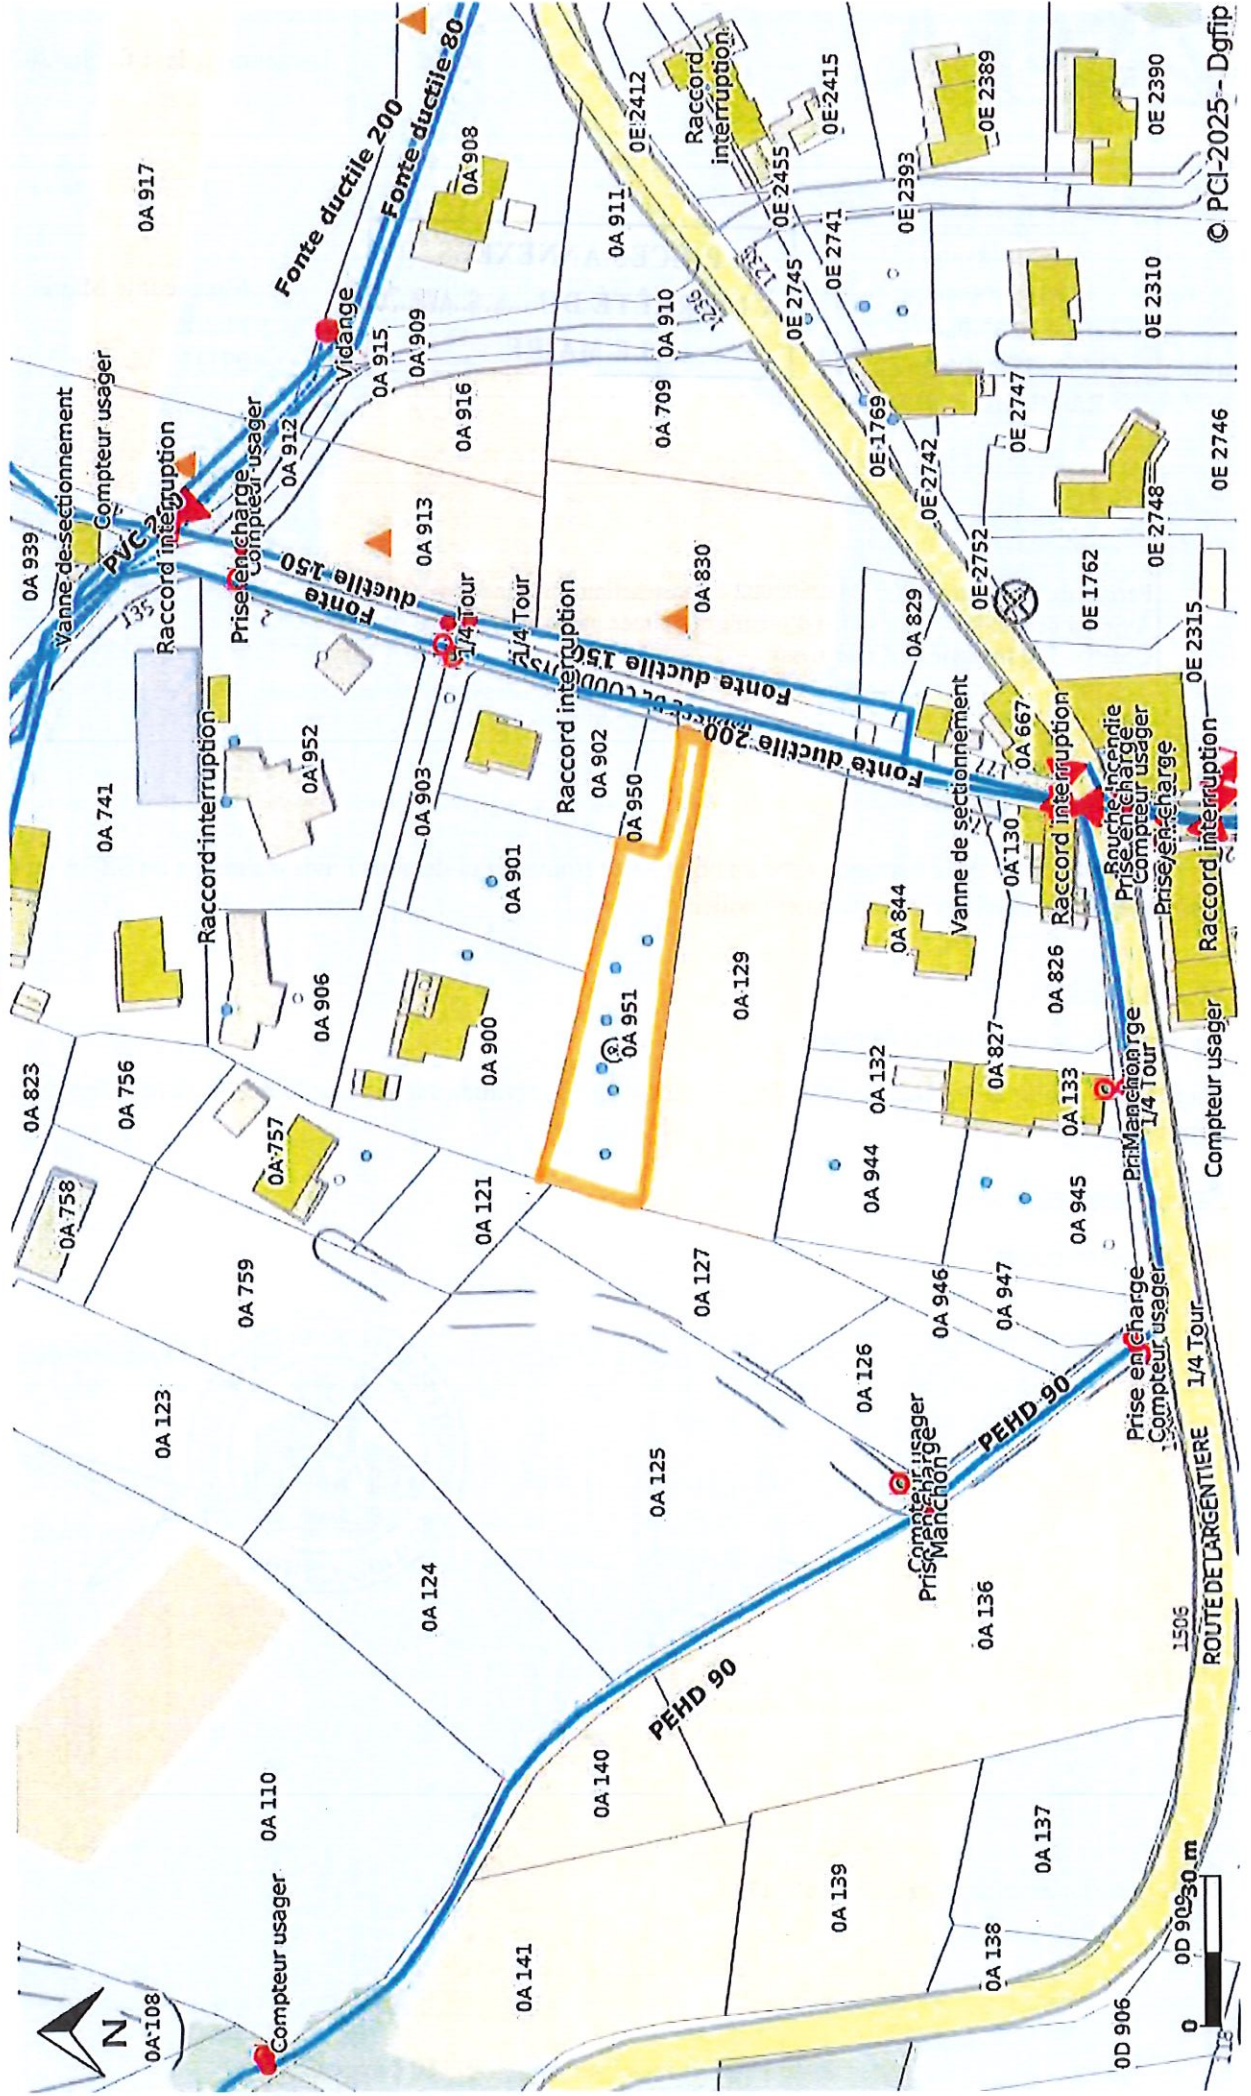 0A 917
Fonte ductile 200
Fonte ductile 80
0A 908
0A 911
0E 2412
Raccord
interruption
0E 2415
0E 2389
0E 2390
0E 2455
0E 2741
0E 2393
0E 2745
© PCI-2025 - Dgfip
Vidange
0A 915
0A 909
0A 910
0A 916
0A 709
0E 1769
0E 2742
0E 2747
0E 2310
0E 2746
0E 2748
Vanne de sectionnement
Compteur usager
Raccord interruption
Prise en charge
Compteur usager
0A 912
0A 939
135
2
Fonte
ductile 150
0A 913
1/4 Tour
1/4 Tour
Raccord interruption
Fonte ductile 150
0A 830
0A 829
0E 2752
0E 1762
0E 2315
0A 741
Raccord interruption
0A 952
0A 903
0A 902
0A 950
Fonte ductile 200
0A 901
Vanne de sectionnement
0A 667
0A 130
Raccord interruption
Bouche Incendie
Prise en charge
Compteur usager
Prise en charge
Raccord interruption
0A 844
0A 826
0A 129
0A 951
0A 906
0A 900
0A 823
0A 756
0A 757
0A 758
0A 121
0A 132
0A 827
0A 133
Manchon
1/4 Tour
Compteur usager
0A 944
0A 945
0A 759
0A 127
0A 946
0A 947
0A 126
Prise en charge
Compteur usager
1/4 Tour
PEHD 90
0A 123
0A 125
Compteur usager
Prise en charge
Manchon
0A 124
0A 136
1506
ROUTE DE LARGENTIERE
PEHD 90
0A 110
0A 140
0A 139
0A 137
0A 141
0A 138
Compteur usager
0A 108
N
0D 909
0D 906
0
30 m
118